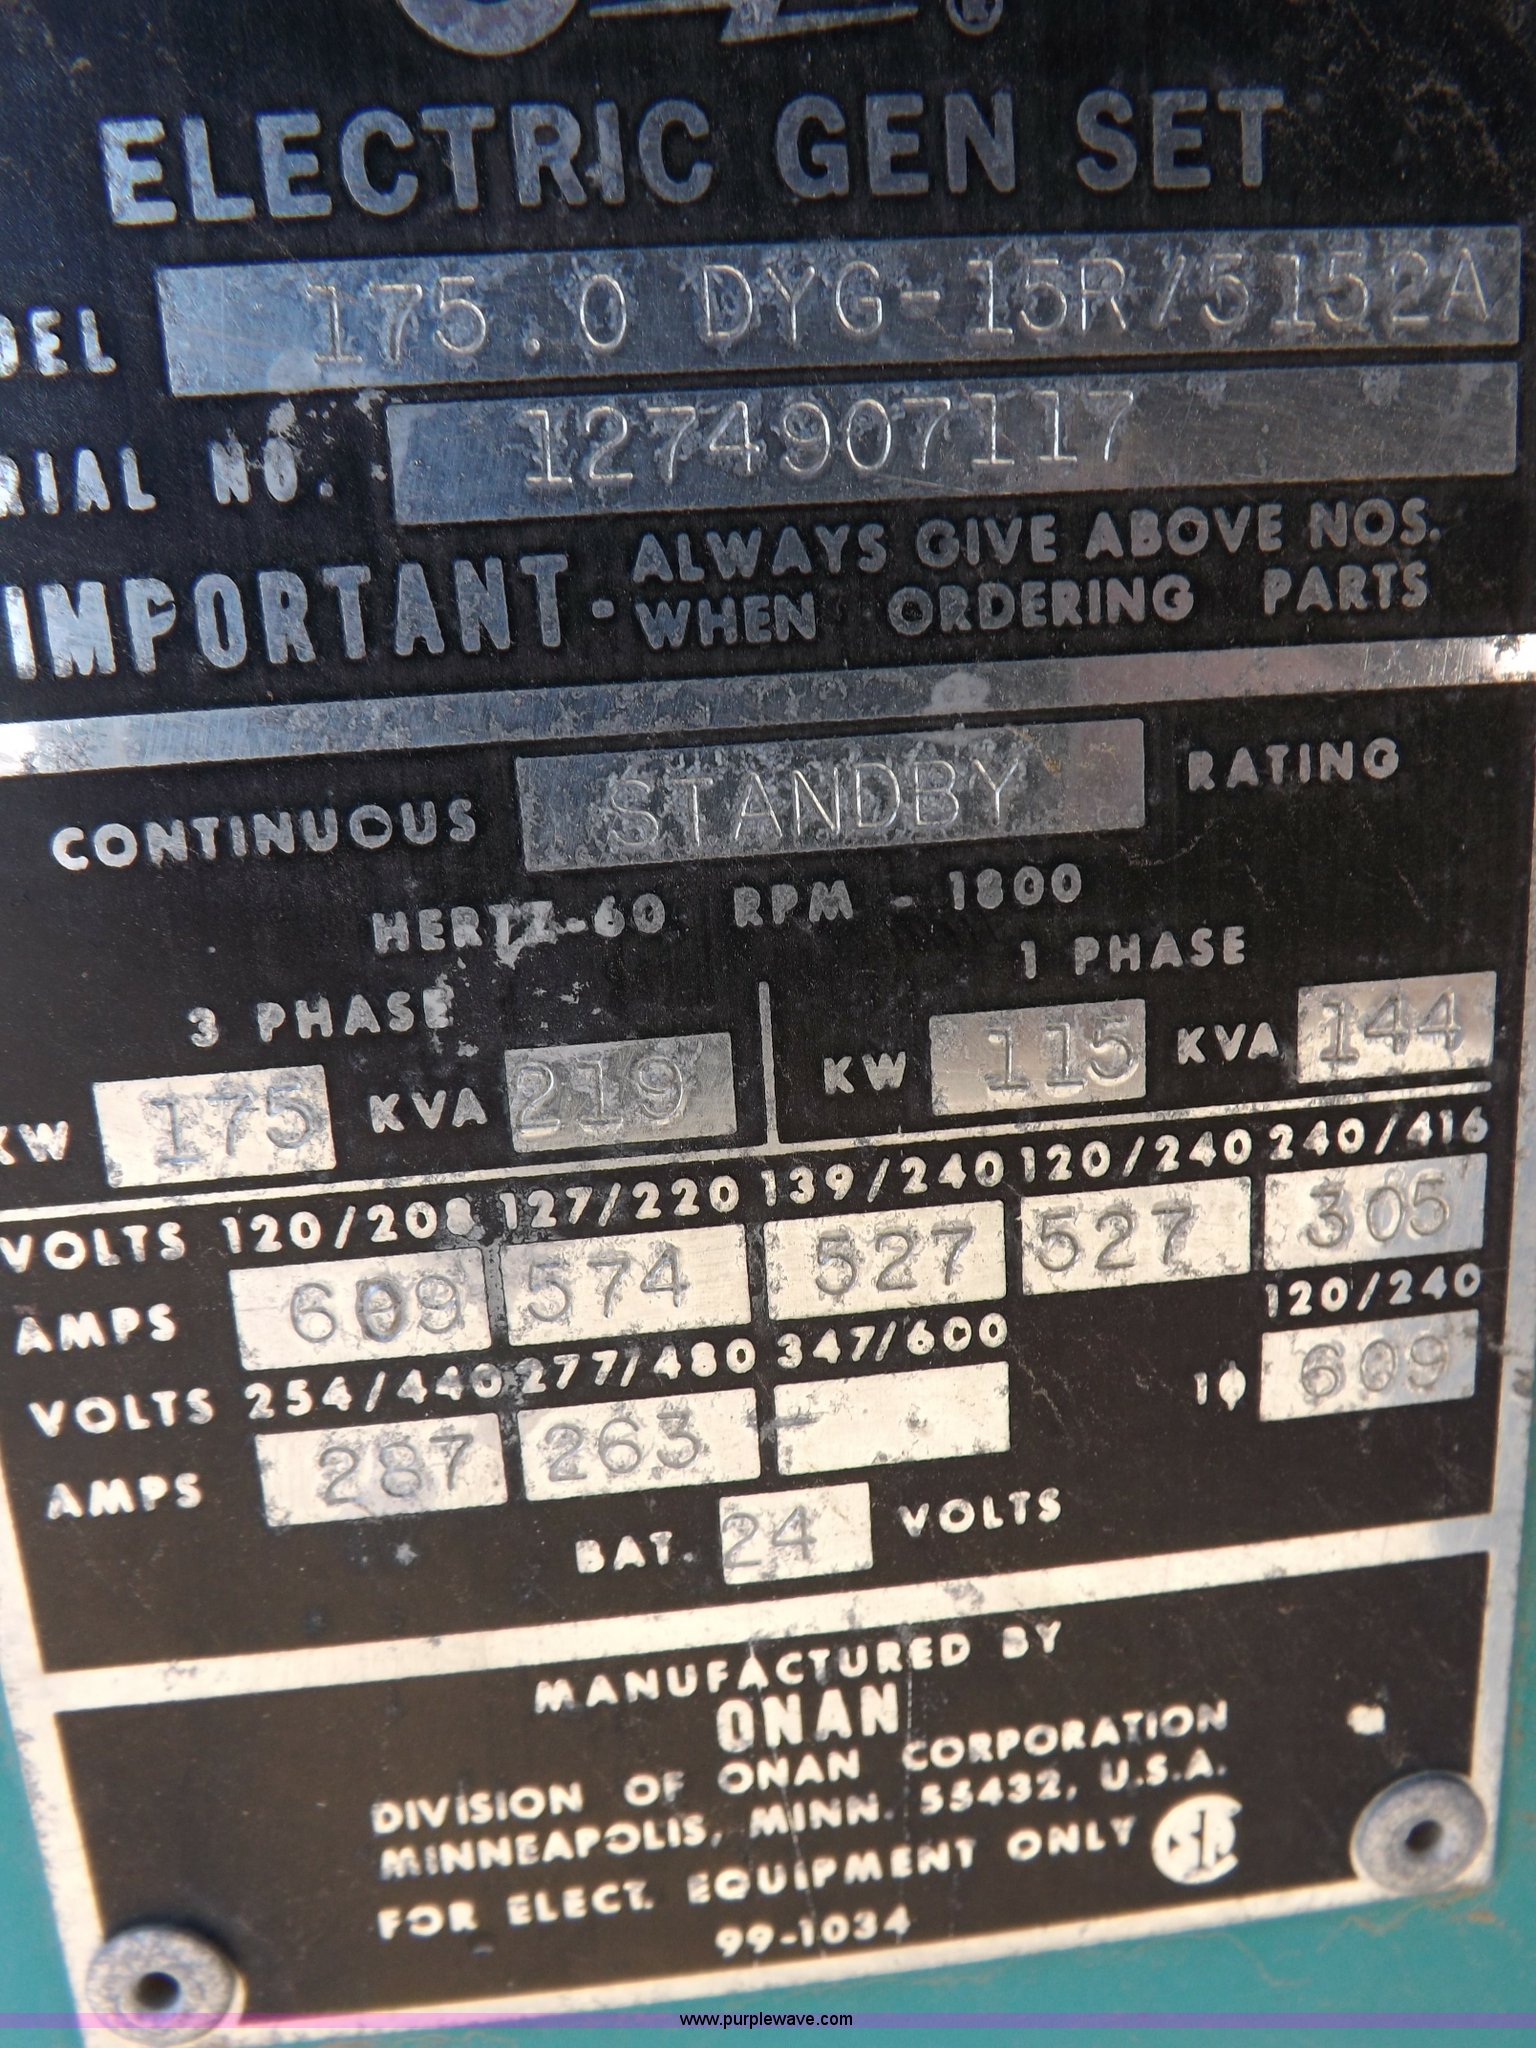 ELECTRIC GEN SET
175.0 DYG-15R/5152A
NO. 1274907117
IMPORTANT - ALWAYS GIVE ABOVE NOS.
WHEN ORDERING PARTS
CONTINUOUS STANDBY RATING
HERTZ-60 RPM - 1800
3 PHASE 1 PHASE
KW 175 KVA 219 KW 115 KVA 144
VOLTS 120/208 127/220 139/240 120/240 240/416
AMPS 609 574 527 527 305
VOLTS 254/440 277/480 347/600 120/240
AMPS 287 263 1ϕ 609
BAT. 24 VOLTS
MANUFACTURED BY
ONAN
DIVISION OF ONAN CORPORATION
MINNEAPOLIS, MINN. 55432, U.S.A.
FOR ELECT. EQUIPMENT ONLY
99-1034
www.purplewave.com